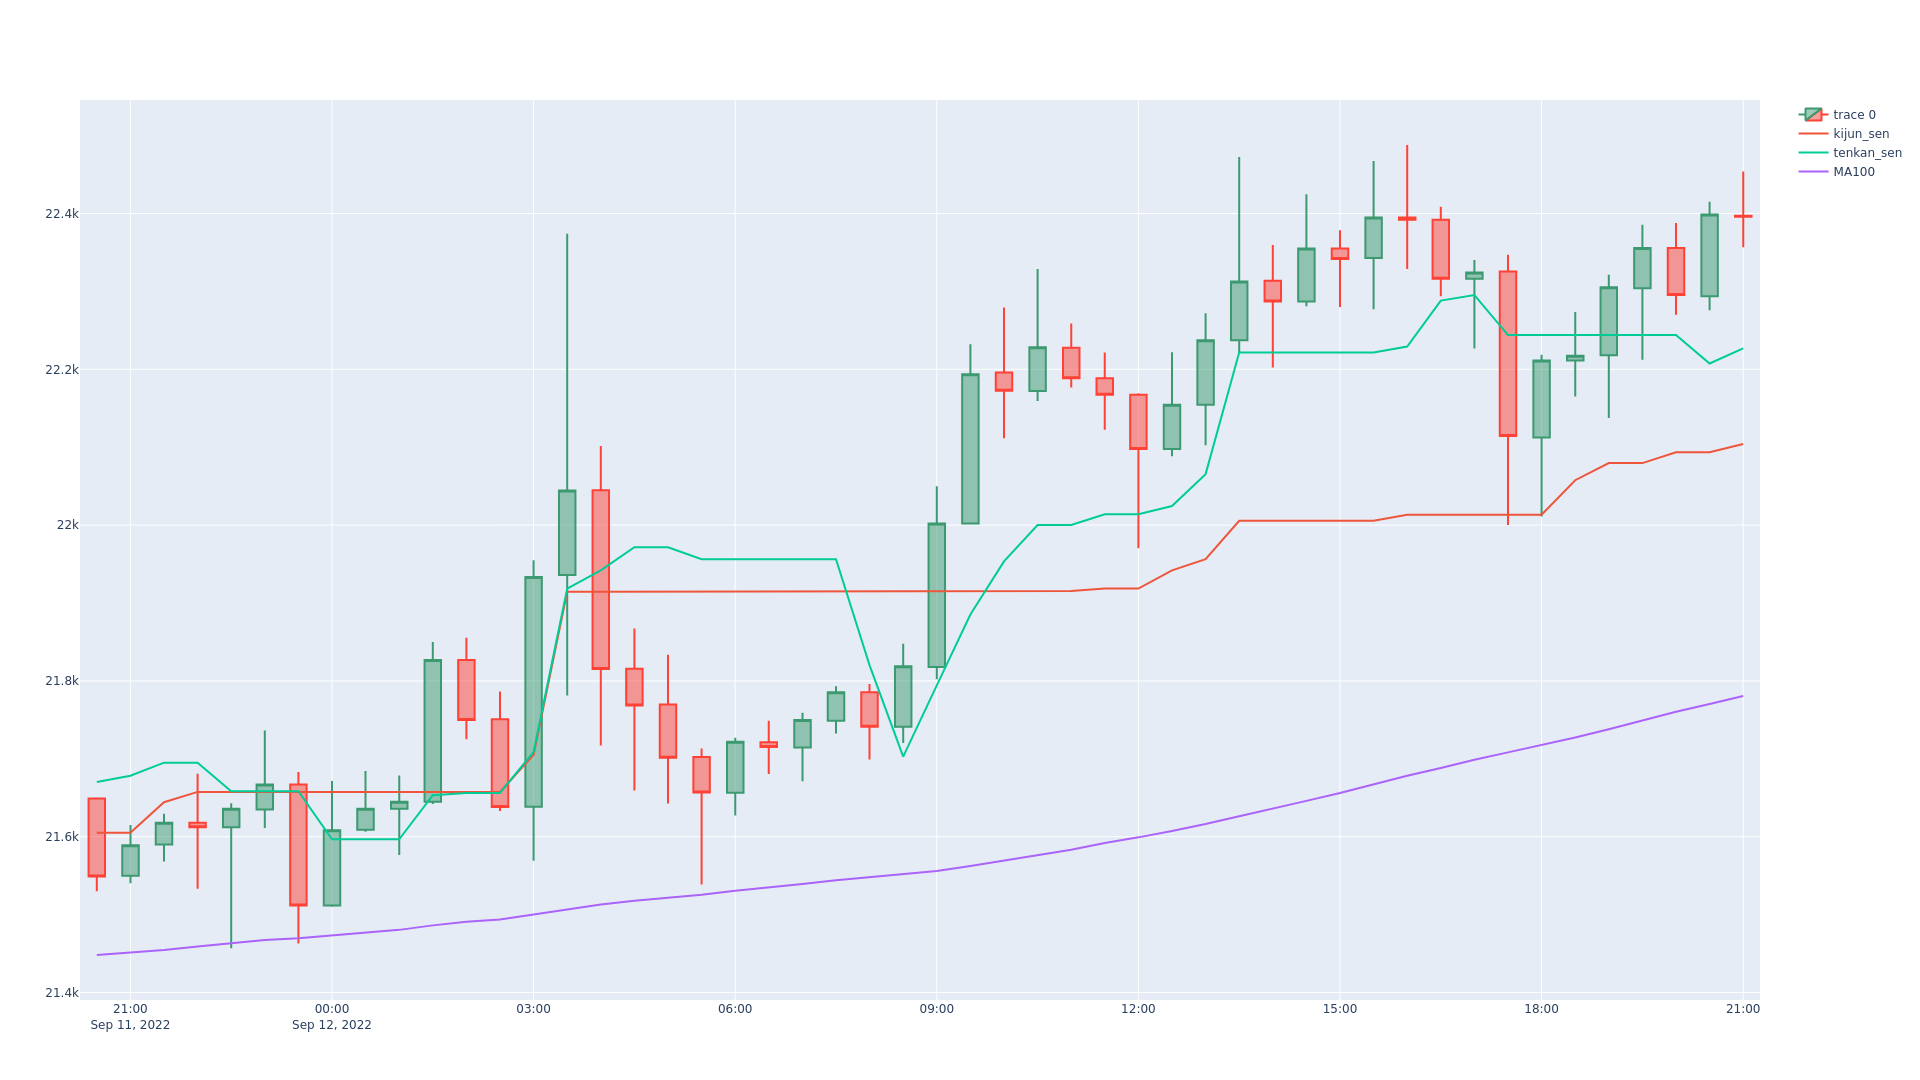 trace 0
kijun_sen
tenkan_sen
MA100
22.4k
22.2k
22k
21.8k
21.6k
21.4k
21:00 00:00 03:00 06:00 09:00 12:00 15:00 18:00 21:00
Sep 11, 2022 Sep 12, 2022